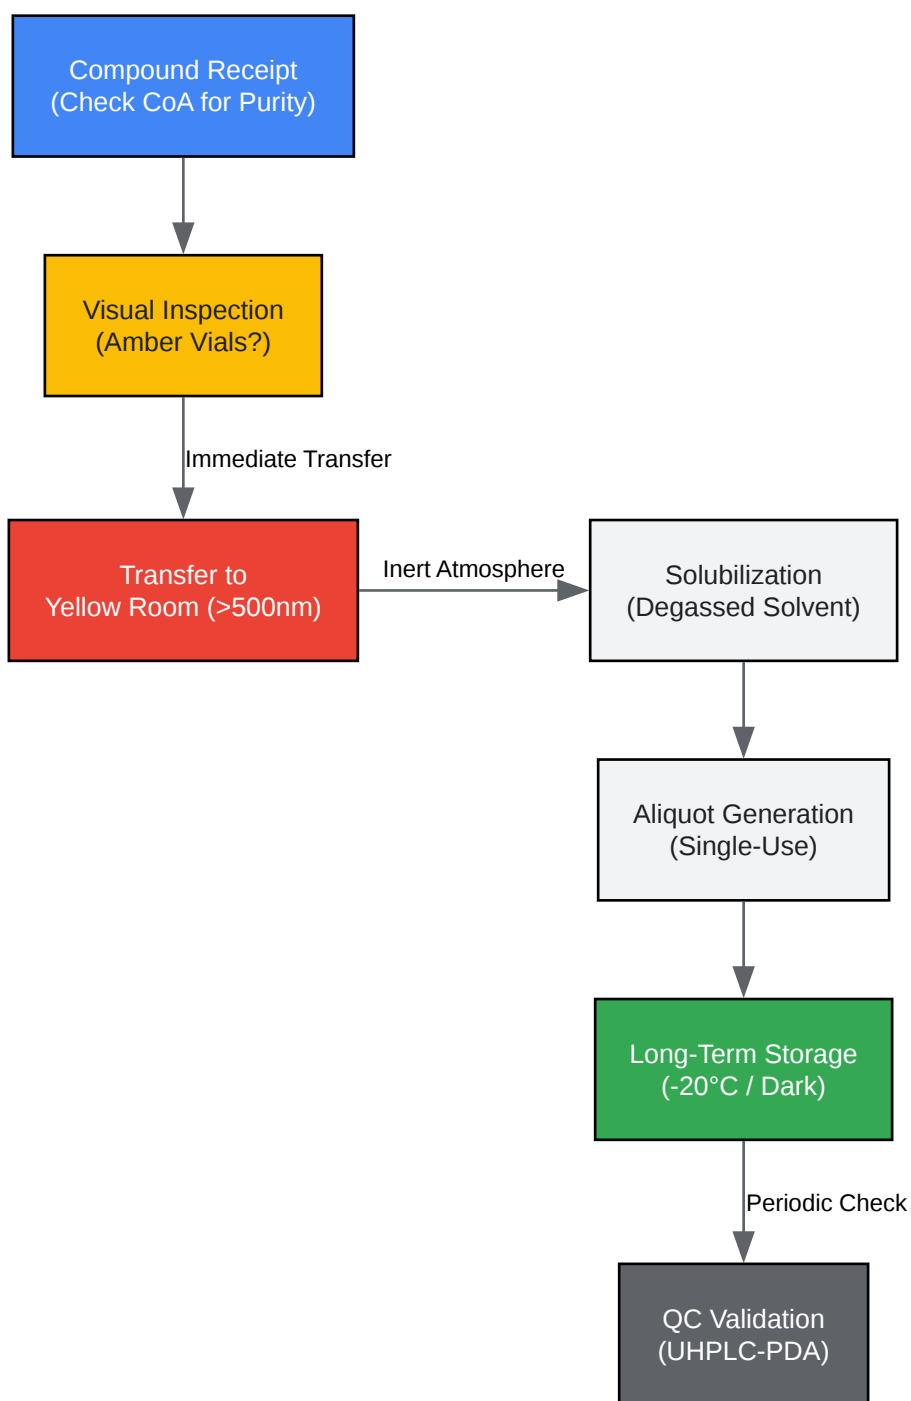 Compound Receipt
(Check CoA for Purity)
Visual Inspection
(Amber Vials?)
Immediate Transfer
Transfer to
Yellow Room (>500nm)
Inert Atmosphere
Solubilization
(Degassed Solvent)
Aliquot Generation
(Single-Use)
Long-Term Storage
(-20°C / Dark)
Periodic Check
QC Validation
(UHPLC-PDA)